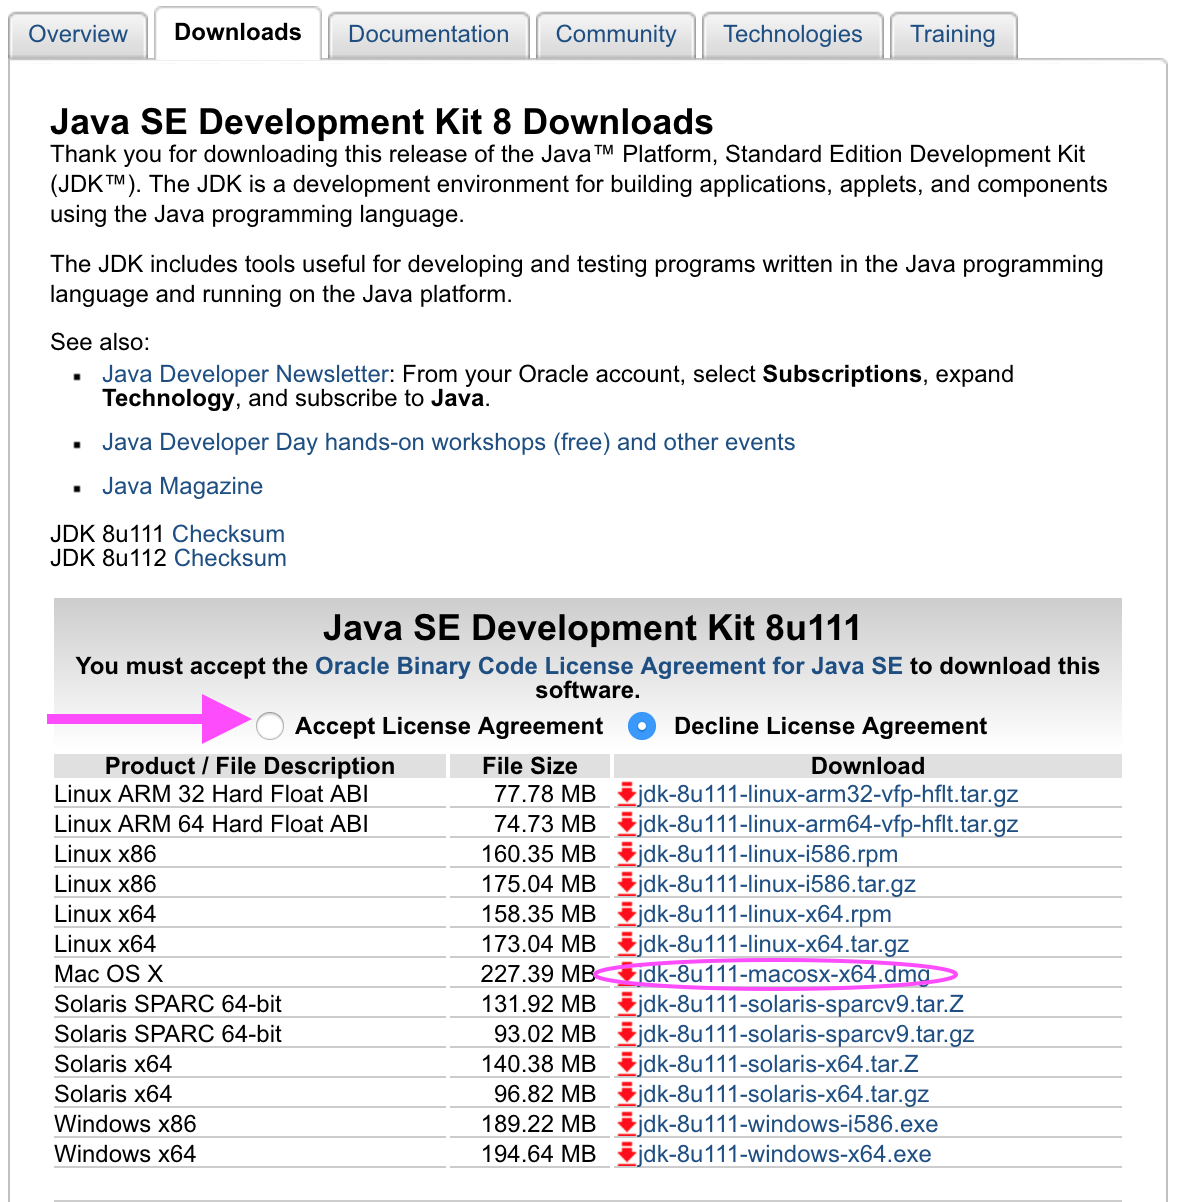 Overview Downloads Documentation Community Technologies Training
Java SE Development Kit 8 Downloads
Thank you for downloading this release of the Java™ Platform, Standard Edition Development Kit
(JDK™). The JDK is a development environment for building applications, applets, and components
using the Java programming language.
The JDK includes tools useful for developing and testing programs written in the Java programming
language and running on the Java platform.
See also:
Java Developer Newsletter: From your Oracle account, select Subscriptions, expand
Technology, and subscribe to Java.
Java Developer Day hands-on workshops (free) and other events
Java Magazine
JDK 8u111 Checksum
JDK 8u112 Checksum
Java SE Development Kit 8u111
You must accept the Oracle Binary Code License Agreement for Java SE to download this
software.
Accept License Agreement Decline License Agreement
Product / File Description File Size Download
Linux ARM 32 Hard Float ABI 77.78 MB jdk-8u111-linux-arm32-vfp-hflt.tar.gz
Linux ARM 64 Hard Float ABI 74.73 MB jdk-8u111-linux-arm64-vfp-hflt.tar.gz
Linux x86 160.35 MB jdk-8u111-linux-i586.rpm
Linux x86 175.04 MB jdk-8u111-linux-i586.tar.gz
Linux x64 158.35 MB jdk-8u111-linux-x64.rpm
Linux x64 173.04 MB jdk-8u111-linux-x64.tar.gz
Mac OS X 227.39 MB jdk-8u111-macosx-x64.dmg
Solaris SPARC 64-bit 131.92 MB jdk-8u111-solaris-sparcv9.tar.Z
Solaris SPARC 64-bit 93.02 MB jdk-8u111-solaris-sparcv9.tar.gz
Solaris x64 140.38 MB jdk-8u111-solaris-x64.tar.Z
Solaris x64 96.82 MB jdk-8u111-solaris-x64.tar.gz
Windows x86 189.22 MB jdk-8u111-windows-i586.exe
Windows x64 194.64 MB jdk-8u111-windows-x64.exe